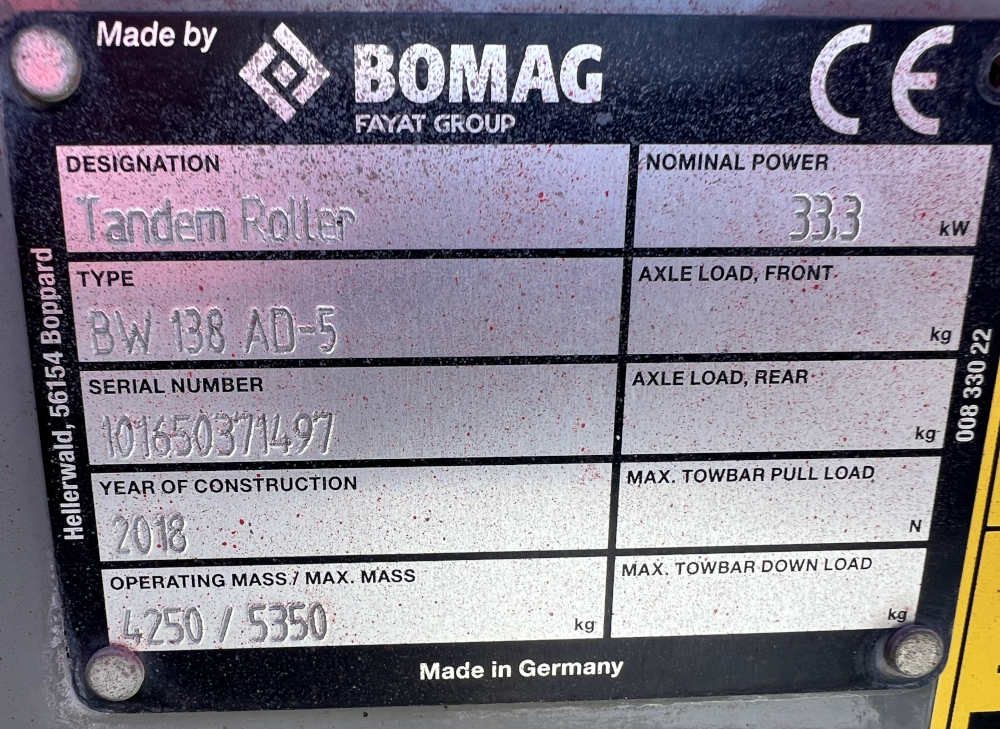 Made by
BOMAG
FAYAT GROUP
CE
DESIGNATION
Tandem Roller
NOMINAL POWER
33.3 kW
TYPE
BW 138 AD-5
AXLE LOAD, FRONT
kg
SERIAL NUMBER
101650371497
AXLE LOAD, REAR
kg
YEAR OF CONSTRUCTION
2018
MAX. TOWBAR PULL LOAD
N
OPERATING MASS / MAX. MASS
4250 / 5350 kg
MAX. TOWBAR DOWN LOAD
kg
Made in Germany
Hellerwald, 56154 Boppard
008 330 22